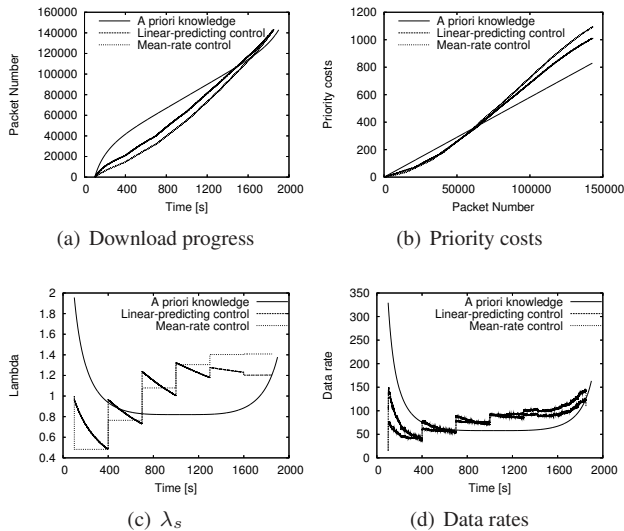 A priori knowledge
Linear-predicting control
Mean-rate control
Packet Number
140000
120000
100000
80000
60000
40000
20000
0
0 400 800 1200 1600 2000
Time [s]
(a) Download progress
A priori knowledge
Linear-predicting control
Mean-rate control
Priority costs
1200
1000
800
600
400
200
0
0 50000 100000 150000
Packet Number
(b) Priority costs
A priori knowledge
Linear-predicting control
Mean-rate control
Lambda
2
1.8
1.6
1.4
1.2
1
0.8
0.6
0.4
0 400 800 1200 1600 2000
Time [s]
(c) λs
A priori knowledge
Linear-predicting control
Mean-rate control
Data rate
350
300
250
200
150
100
50
0
0 400 800 1200 1600 2000
Time [s]
(d) Data rates